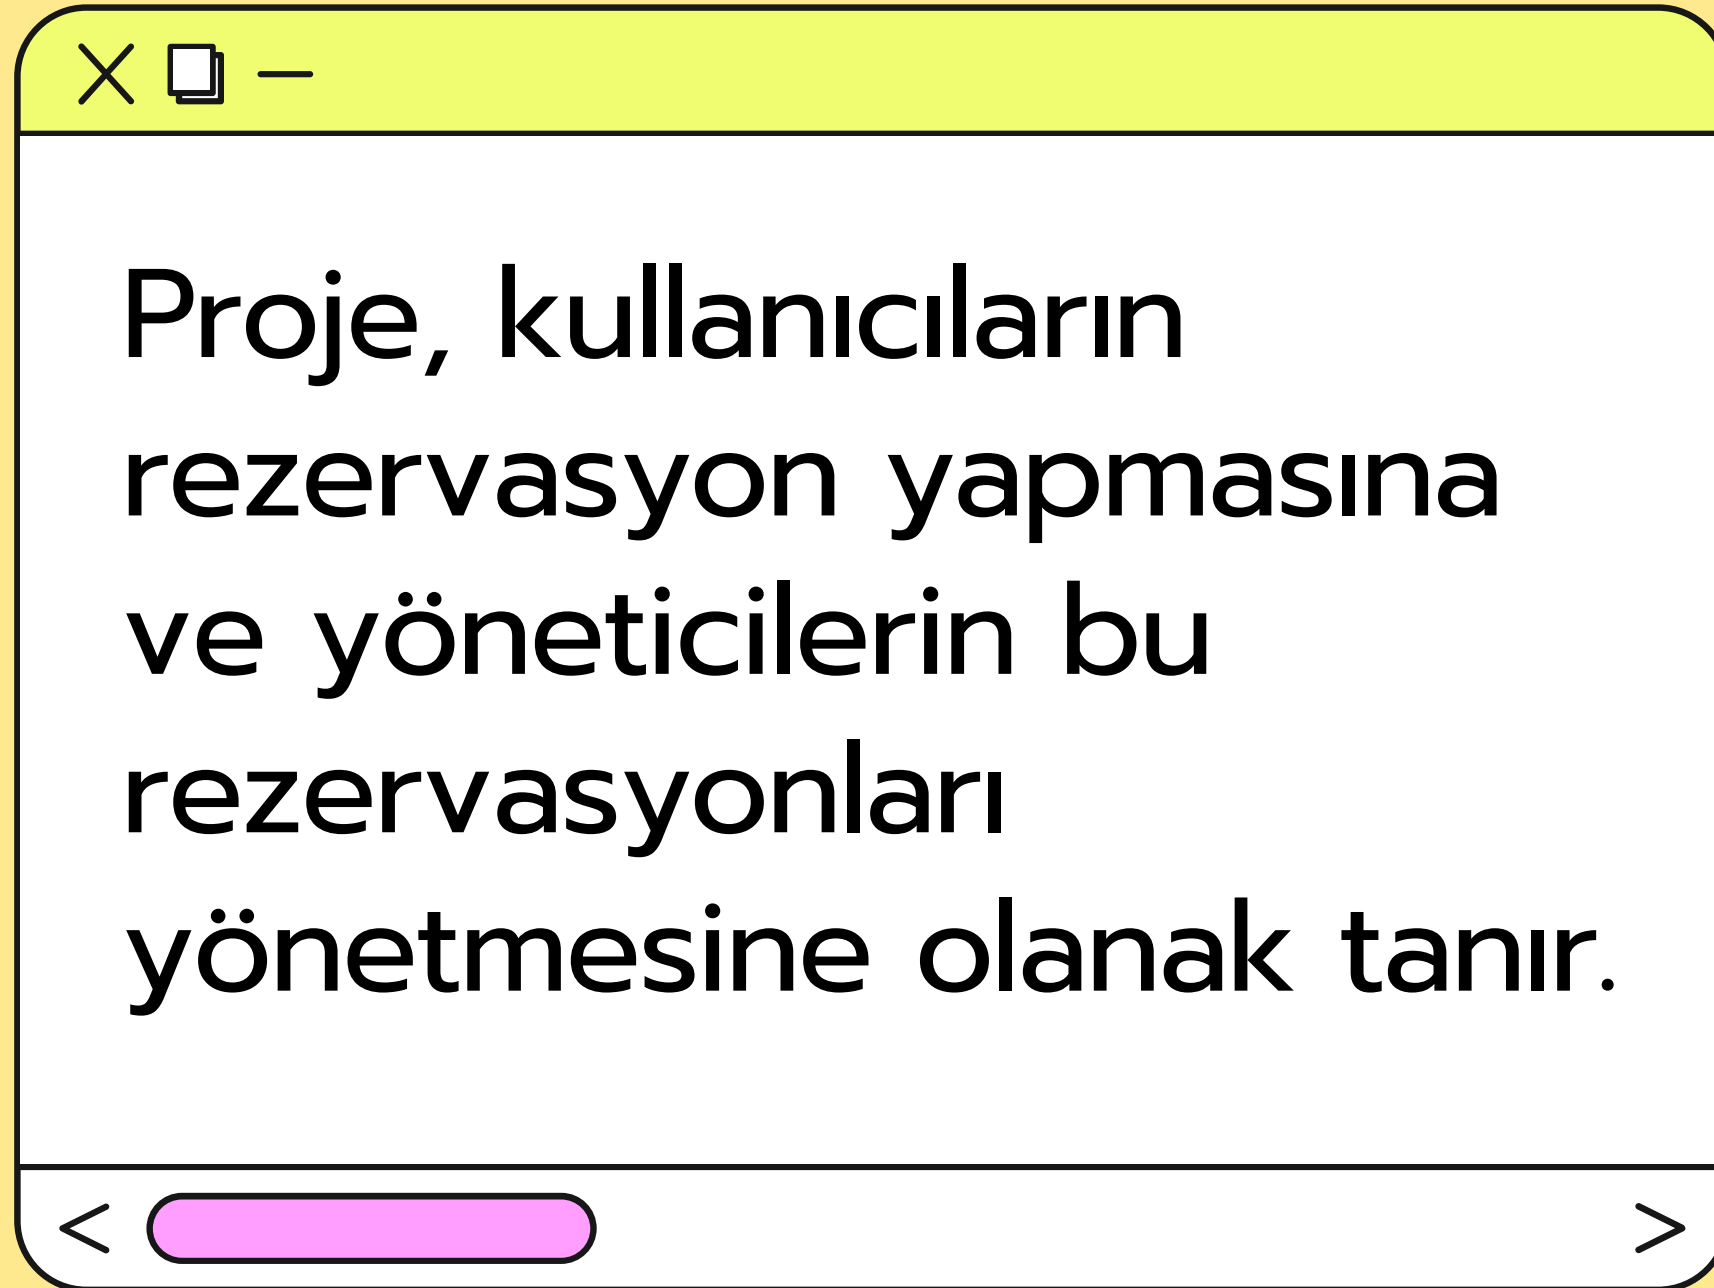 Proje, kullanıcıların
rezervasyon yapmasına
ve yöneticilerin bu
rezervasyonları
yönetmesine olanak tanır.